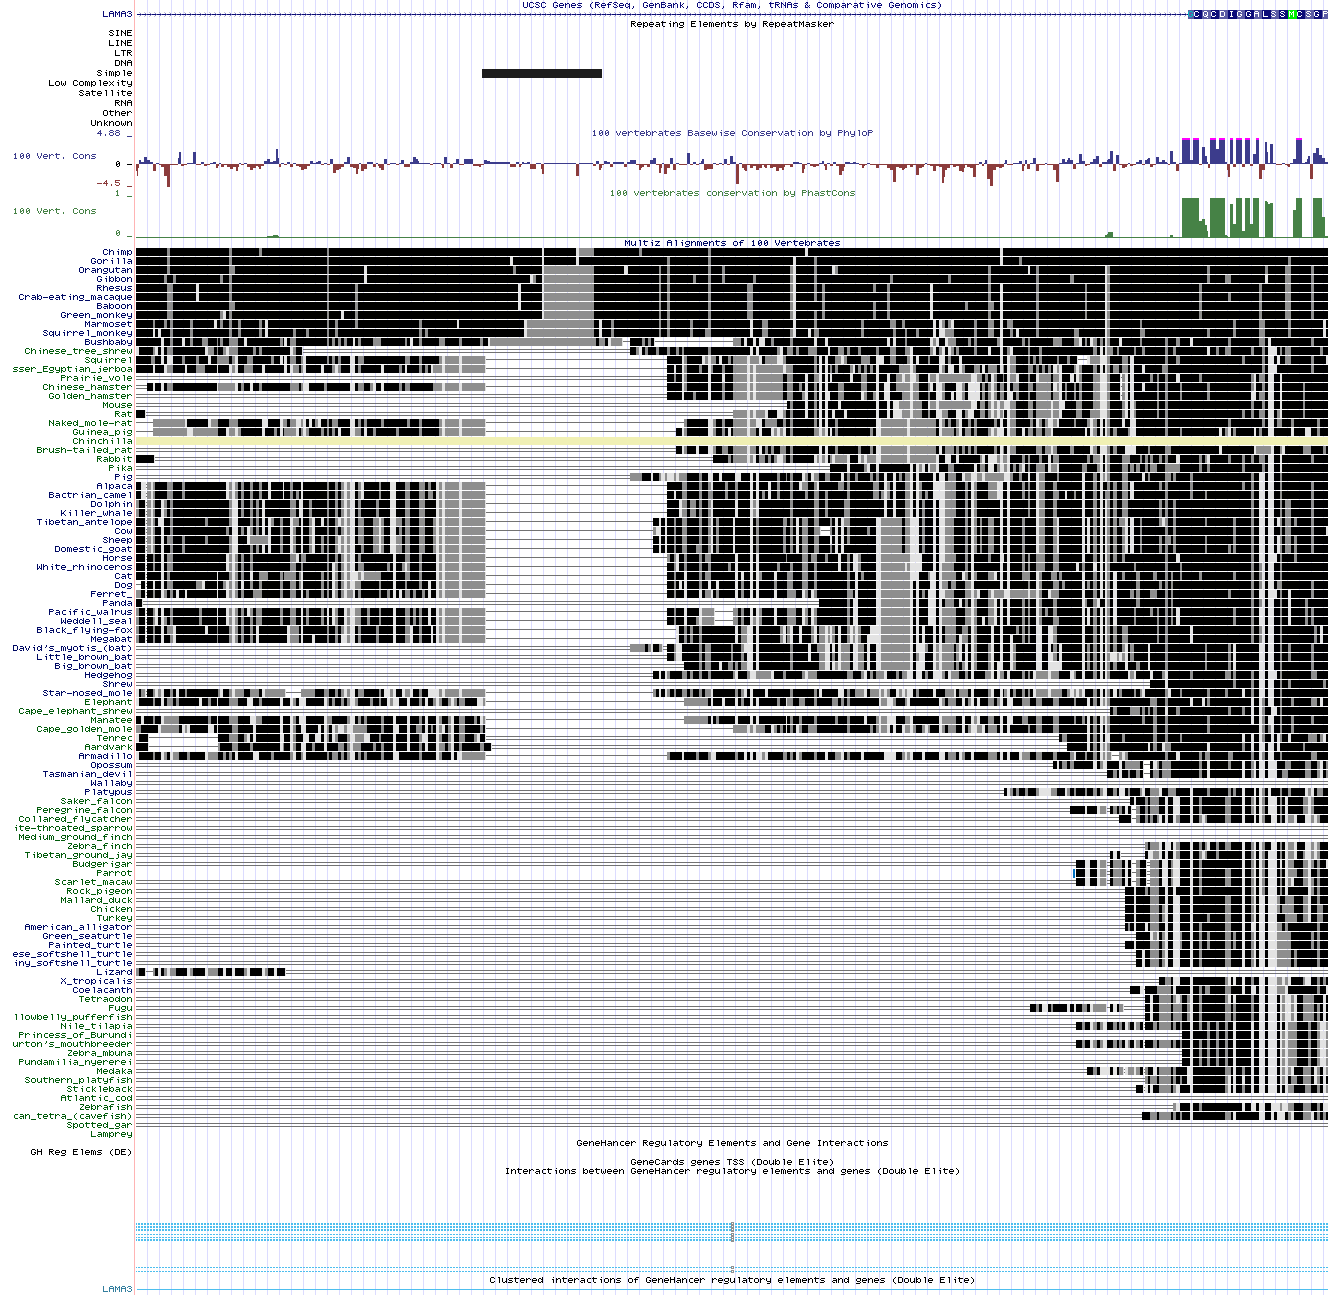 UCSC Genes (RefSeq, GenBank, CCDS, Rfam, tRNAs & Comparative Genomics)
LAMA3
CQCDIGGALSSMCSGP
Repeating Elements by RepeatMasker
SINE
LINE
LTR
DNA
Simple
Low Complexity
Satellite
RNA
Other
Unknown
4.88 _
100 vertebrates Basewise Conservation by PhyloP
100 Vert. Cons
0 _
-4.5 _
100 vertebrates conservation by PhastCons
1 _
100 Vert. Cons
0 _
Multiz Alignments of 100 Vertebrates
Chimp
Gorilla
Orangutan
Gibbon
Rhesus
Crab-eating_macaque
Baboon
Green_monkey
Marmoset
Squirrel_monkey
Bushbaby
Chinese_tree_shrew
Squirrel
sser_Egyptian_jerboa
Prairie_vole
Chinese_hamster
Golden_hamster
Mouse
Rat
Naked_mole-rat
Guinea_pig
Chinchilla
Brush-tailed_rat
Rabbit
Pika
Pig
Alpaca
Bactrian_camel
Dolphin
Killer_whale
Tibetan_antelope
Cow
Sheep
Domestic_goat
Horse
White_rhinoceros
Cat
Dog
Ferret_
Panda
Pacific_walrus
Weddell_seal
Black_flying-fox
Megabat
David's_myotis_(bat)
Little_brown_bat
Big_brown_bat
Hedgehog
Shrew
Star-nosed_mole
Elephant
Cape_elephant_shrew
Manatee
Cape_golden_mole
Tenrec
Aardvark
Armadillo
Opossum
Tasmanian_devil
Wallaby
Platypus
Saker_falcon
Peregrine_falcon
Collared_flycatcher
ite-throated_sparrow
Medium_ground_finch
Zebra_finch
Tibetan_ground_jay
Budgerigar
Parrot
Scarlet_macaw
Rock_pigeon
Mallard_duck
Chicken
Turkey
American_alligator
Green_seaturtle
Painted_turtle
ese_softshell_turtle
iny_softshell_turtle
Lizard
X_tropicalis
Coelacanth
Tetraodon
Fugu
llowbelly_pufferfish
Nile_tilapia
Princess_of_Burundi
urton's_mouthbreeder
Zebra_mbuna
Pundamilia_nyererei
Medaka
Southern_platyfish
Stickleback
Atlantic_cod
Zebrafish
can_tetra_(cavefish)
Spotted_gar
Lamprey
GeneHancer Regulatory Elements and Gene Interactions
GH Reg Elems (DE)
GeneCards genes TSS (Double Elite)
Interactions between GeneHancer regulatory elements and genes (Double Elite)
Clustered interactions of GeneHancer regulatory elements and genes (Double Elite)
LAMA3